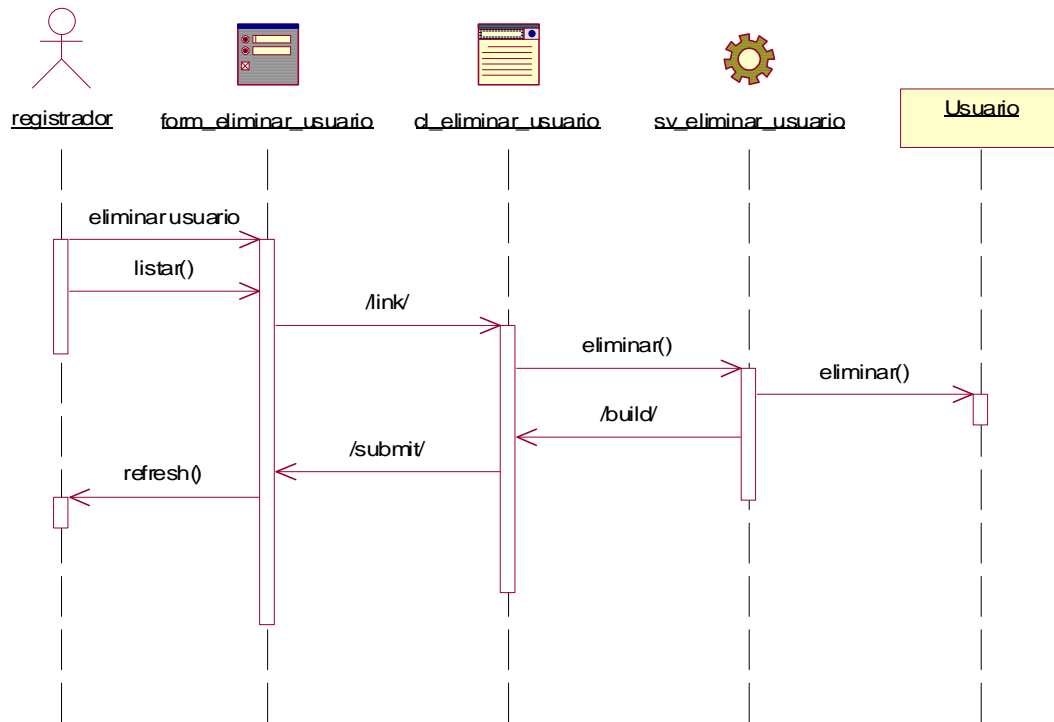 registrador
form_eliminar_usuario
cl_eliminar_usuario
sv_eliminar_usuario
Usuario
eliminar usuario
listar()
/link/
eliminar()
eliminar()
/build/
/submit/
refresh()